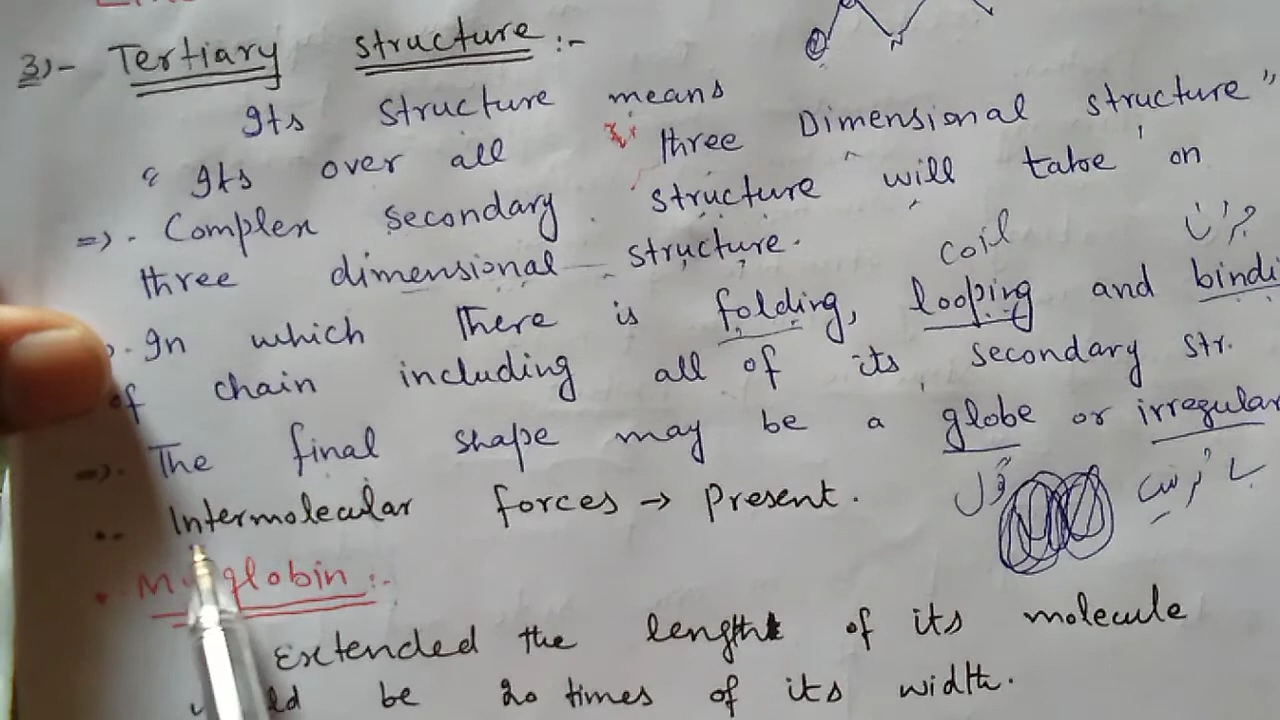 3)- Tertiary structure :-
Its structure means
" Its over all three Dimensional structure "
=> . Complex secondary structure will take on
three dimensional structure.
coil
. In which there is folding, looping and bindi
of chain including all of its secondary str.
=> . The final shape may be a globe or irregular
گول
Intermolecular forces → present.
globin :-
extended the length of its molecule
be 20 times of its width.